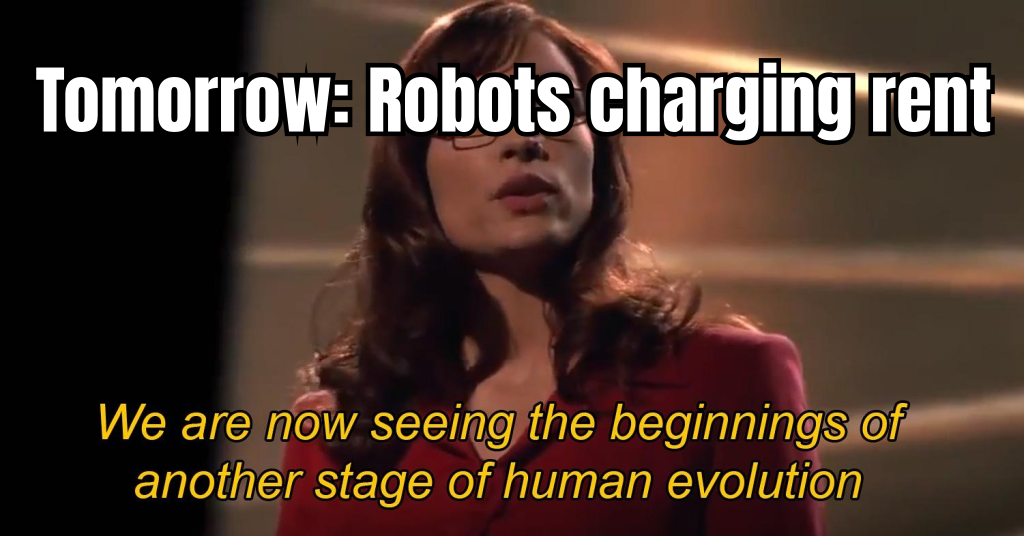 Tomorrow: Robots charging rent
We are now seeing the beginnings of
another stage of human evolution